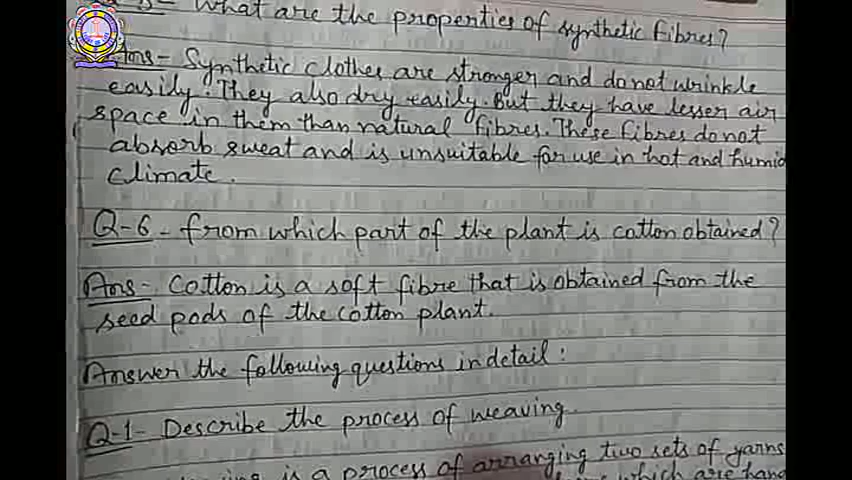 What are the properties of synthetic fibres?
Ans- Synthetic clothes are stronger and do not wrinkle
easily. They also dry easily. But they have lesser air
space in them than natural fibres. These fibres do not
absorb sweat and is unsuitable for use in hot and humid
climate.
Q-6- From which part of the plant is cotton obtained?
Ans- Cotton is a soft fibre that is obtained from the
seed pods of the cotton plant.
Answer the following questions in detail:
Q-1- Describe the process of weaving.
is a process of arranging two sets of yarns
which are hang